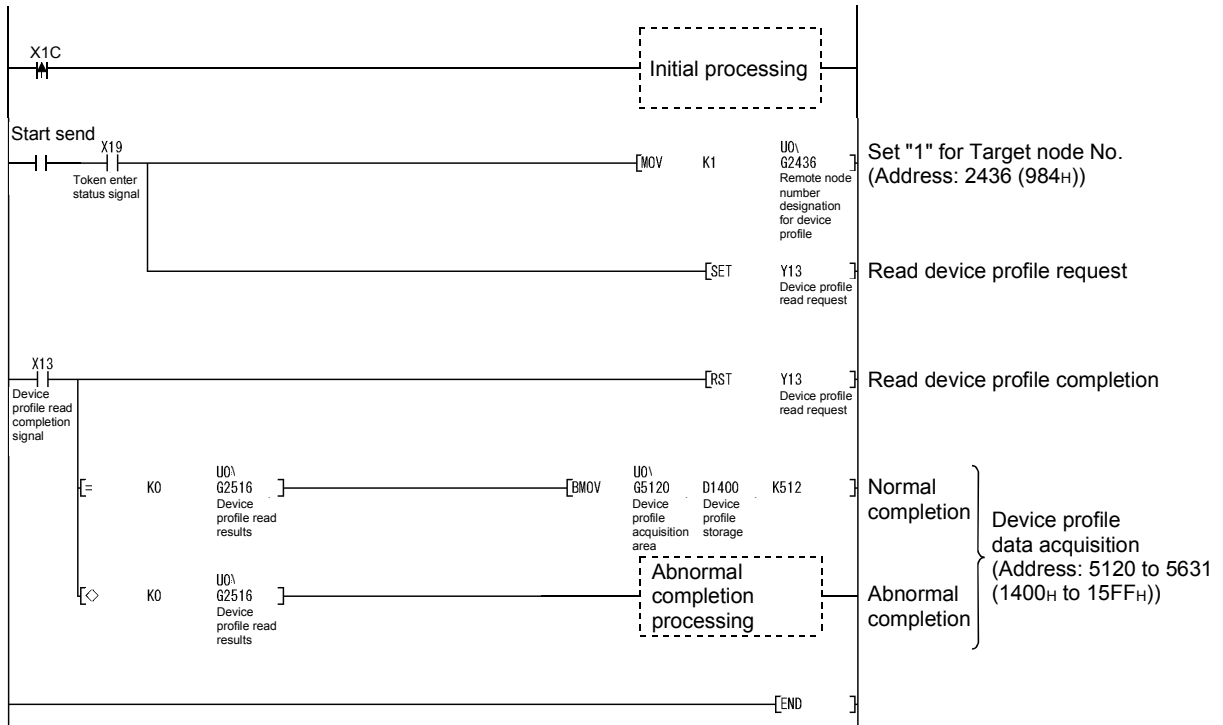 X1C
Initial processing
Start send
X19
Token enter
status signal
[MOV K1 U0\
G2436 ]
Remote node
number
designation
for device
profile
Set "1" for Target node No.
(Address: 2436 (984H))
[SET Y13 ]
Device profile
read request
Read device profile request
X13
Device
profile read
completion
signal
[RST Y13 ]
Device profile
read request
Read device profile completion
[= K0 U0\
G2516 ]
Device
profile read
results
[BMOV U0\
G5120 D1400 K512 ]
Device
profile
acquisition
area
Device
profile
storage
Normal
completion
[<> K0 U0\
G2516 ]
Device
profile read
results
Abnormal
completion
processing
Abnormal
completion
Device profile
data acquisition
(Address: 5120 to 5631
(1400H to 15FFH))
[END ]